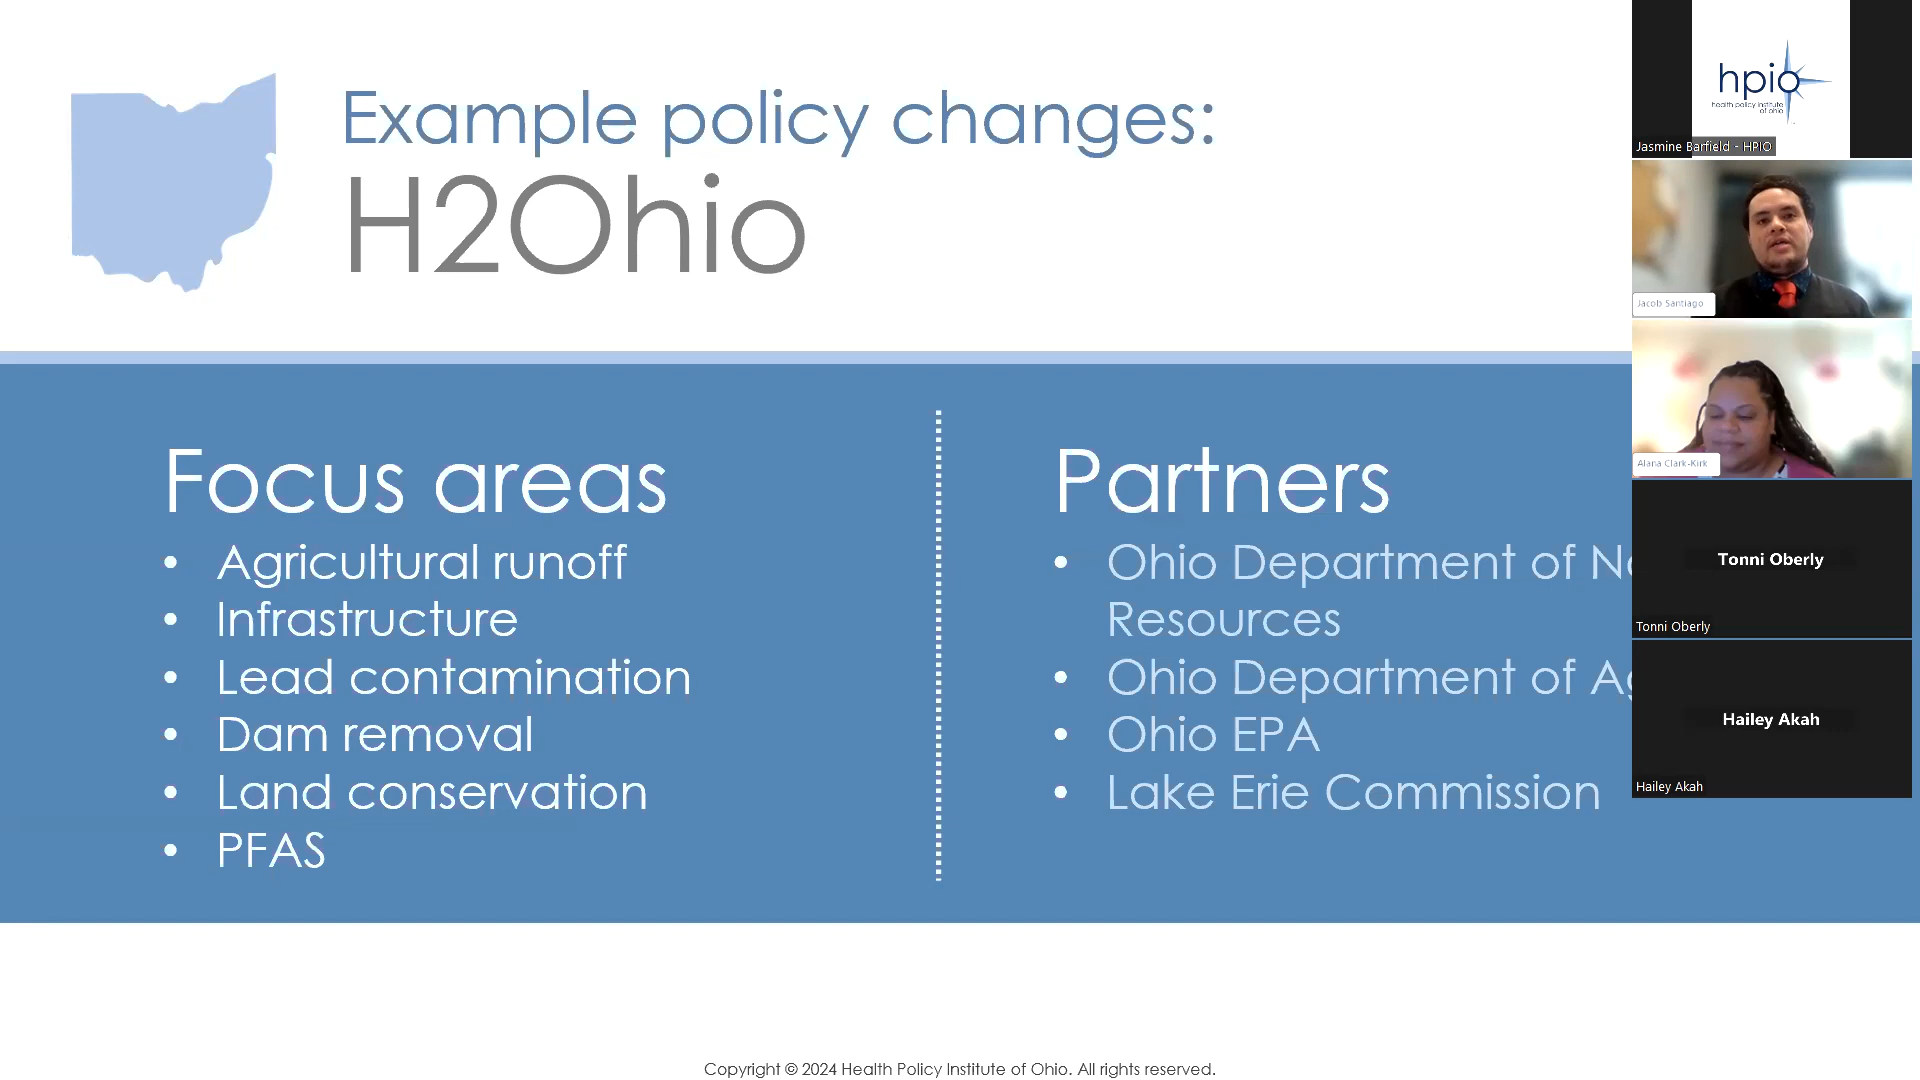 Example policy changes:
H2Ohio
Focus areas
• Agricultural runoff
• Infrastructure
• Lead contamination
• Dam removal
• Land conservation
• PFAS
Partners
• Ohio Department of
Resources
• Ohio Department of
• Ohio EPA
• Lake Erie Commission
Copyright © 2024 Health Policy Institute of Ohio. All rights reserved.
hpio
health policy institute
of ohio
Jasmine Barfield - HPIO
Jacob Santiago
Alana Clark-Kirk
Tonni Oberly
Tonni Oberly
Hailey Akah
Hailey Akah